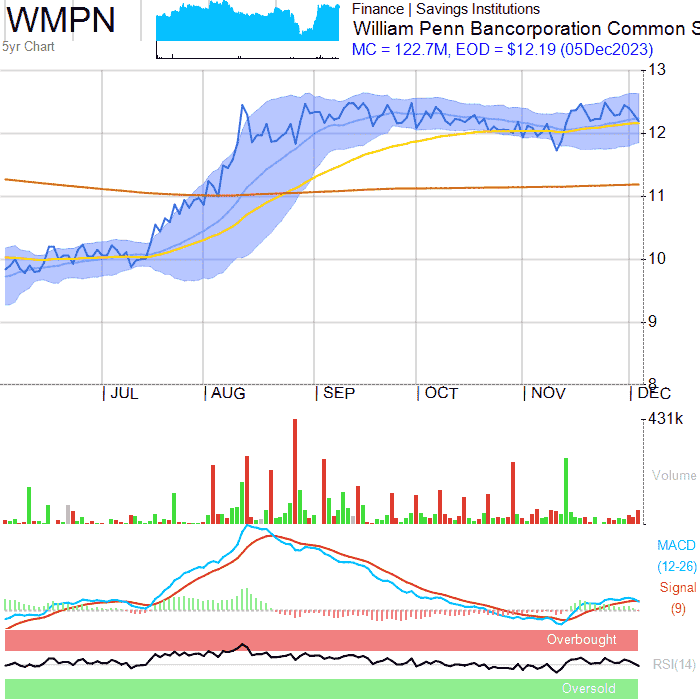 WMPN
5yr Chart
Finance | Savings Institutions
William Penn Bancorporation Common S
MC = 122.7M, EOD = $12.19 (05Dec2023)
13
12
11
10
9
8
JUL
AUG
SEP
OCT
NOV
DEC
431k
Volume
MACD
(12-26)
Signal
(9)
Overbought
RSI(14)
Oversold